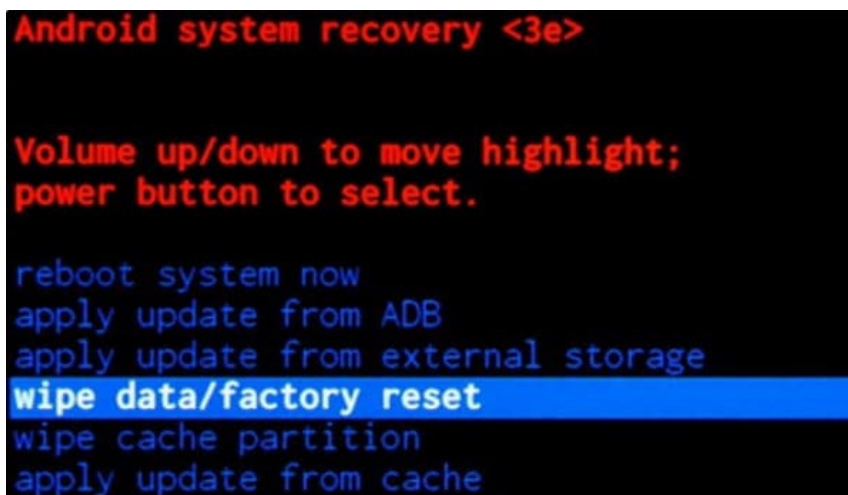 Android system recovery <3e>
Volume up/down to move highlight;
power button to select.
reboot system now
apply update from ADB
apply update from external storage
wipe data/factory reset
wipe cache partition
apply update from cache